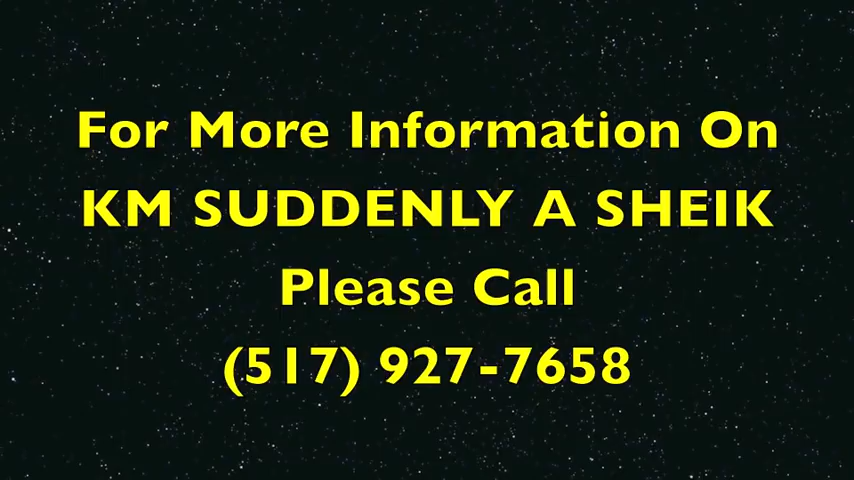 For More Information On
KM SUDDENLY A SHEIK
Please Call
(517) 927-7658